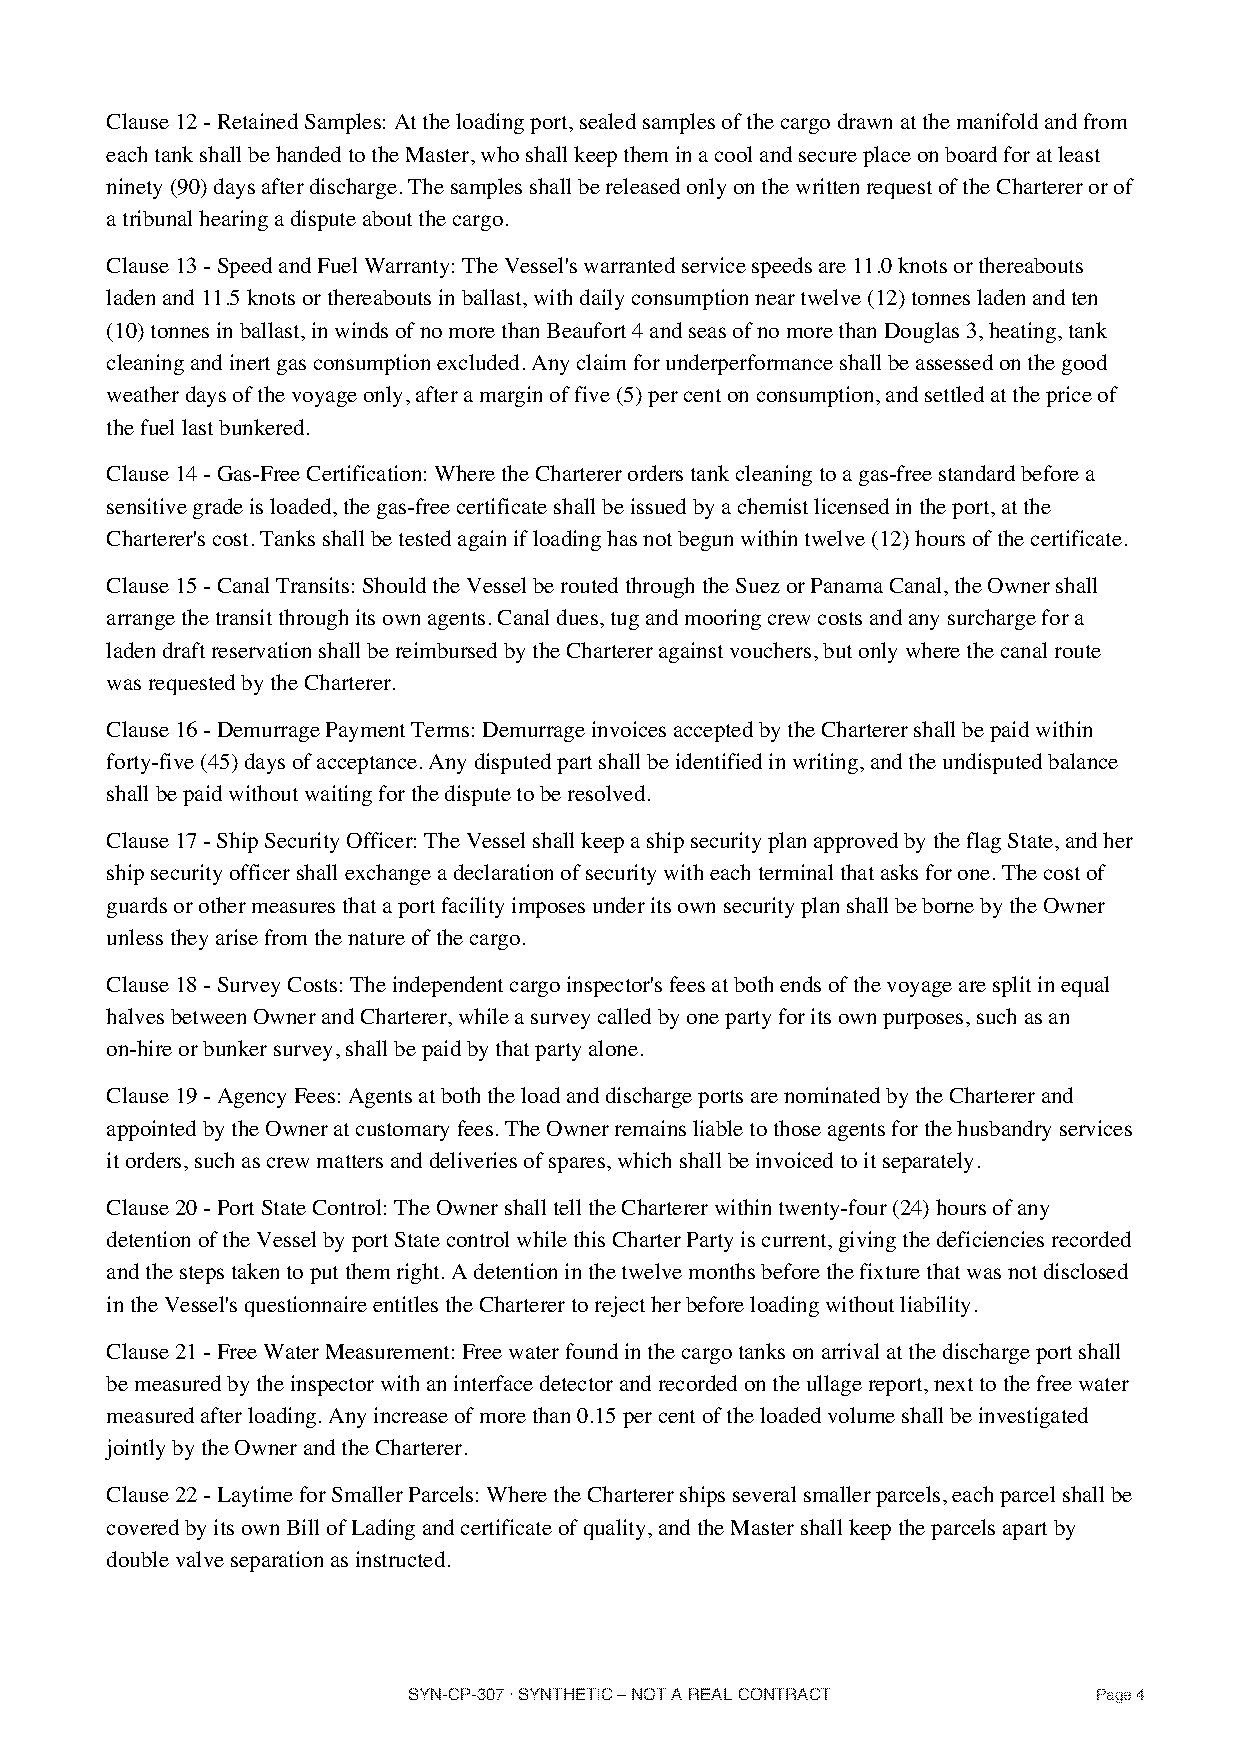 Clause 12 - Retained Samples: At the loading port, sealed samples of the cargo drawn at the manifold and from
each tank shall be handed to the Master, who shall keep them in a cool and secure place on board for at least
ninety (90) days after discharge. The samples shall be released only on the written request of the Charterer or of
a tribunal hearing a dispute about the cargo.
Clause 13 - Speed and Fuel Warranty: The Vessel's warranted service speeds are 11.0 knots or thereabouts
laden and 11.5 knots or thereabouts in ballast, with daily consumption near twelve (12) tonnes laden and ten
(10) tonnes in ballast, in winds of no more than Beaufort 4 and seas of no more than Douglas 3, heating, tank
cleaning and inert gas consumption excluded. Any claim for underperformance shall be assessed on the good
weather days of the voyage only, after a margin of five (5) per cent on consumption, and settled at the price of
the fuel last bunkered.
Clause 14 - Gas-Free Certification: Where the Charterer orders tank cleaning to a gas-free standard before a
sensitive grade is loaded, the gas-free certificate shall be issued by a chemist licensed in the port, at the
Charterer's cost. Tanks shall be tested again if loading has not begun within twelve (12) hours of the certificate.
Clause 15 - Canal Transits: Should the Vessel be routed through the Suez or Panama Canal, the Owner shall
arrange the transit through its own agents. Canal dues, tug and mooring crew costs and any surcharge for a
laden draft reservation shall be reimbursed by the Charterer against vouchers, but only where the canal route
was requested by the Charterer.
Clause 16 - Demurrage Payment Terms: Demurrage invoices accepted by the Charterer shall be paid within
forty-five (45) days of acceptance. Any disputed part shall be identified in writing, and the undisputed balance
shall be paid without waiting for the dispute to be resolved.
Clause 17 - Ship Security Officer: The Vessel shall keep a ship security plan approved by the flag State, and her
ship security officer shall exchange a declaration of security with each terminal that asks for one. The cost of
guards or other measures that a port facility imposes under its own security plan shall be borne by the Owner
unless they arise from the nature of the cargo.
Clause 18 - Survey Costs: The independent cargo inspector's fees at both ends of the voyage are split in equal
halves between Owner and Charterer, while a survey called by one party for its own purposes, such as an
on-hire or bunker survey, shall be paid by that party alone.
Clause 19 - Agency Fees: Agents at both the load and discharge ports are nominated by the Charterer and
appointed by the Owner at customary fees. The Owner remains liable to those agents for the husbandry services
it orders, such as crew matters and deliveries of spares, which shall be invoiced to it separately.
Clause 20 - Port State Control: The Owner shall tell the Charterer within twenty-four (24) hours of any
detention of the Vessel by port State control while this Charter Party is current, giving the deficiencies recorded
and the steps taken to put them right. A detention in the twelve months before the fixture that was not disclosed
in the Vessel's questionnaire entitles the Charterer to reject her before loading without liability.
Clause 21 - Free Water Measurement: Free water found in the cargo tanks on arrival at the discharge port shall
be measured by the inspector with an interface detector and recorded on the ullage report, next to the free water
measured after loading. Any increase of more than 0.15 per cent of the loaded volume shall be investigated
jointly by the Owner and the Charterer.
Clause 22 - Laytime for Smaller Parcels: Where the Charterer ships several smaller parcels, each parcel shall be
covered by its own Bill of Lading and certificate of quality, and the Master shall keep the parcels apart by
double valve separation as instructed.
SYN-CP-307 · SYNTHETIC – NOT A REAL CONTRACT
Page 4